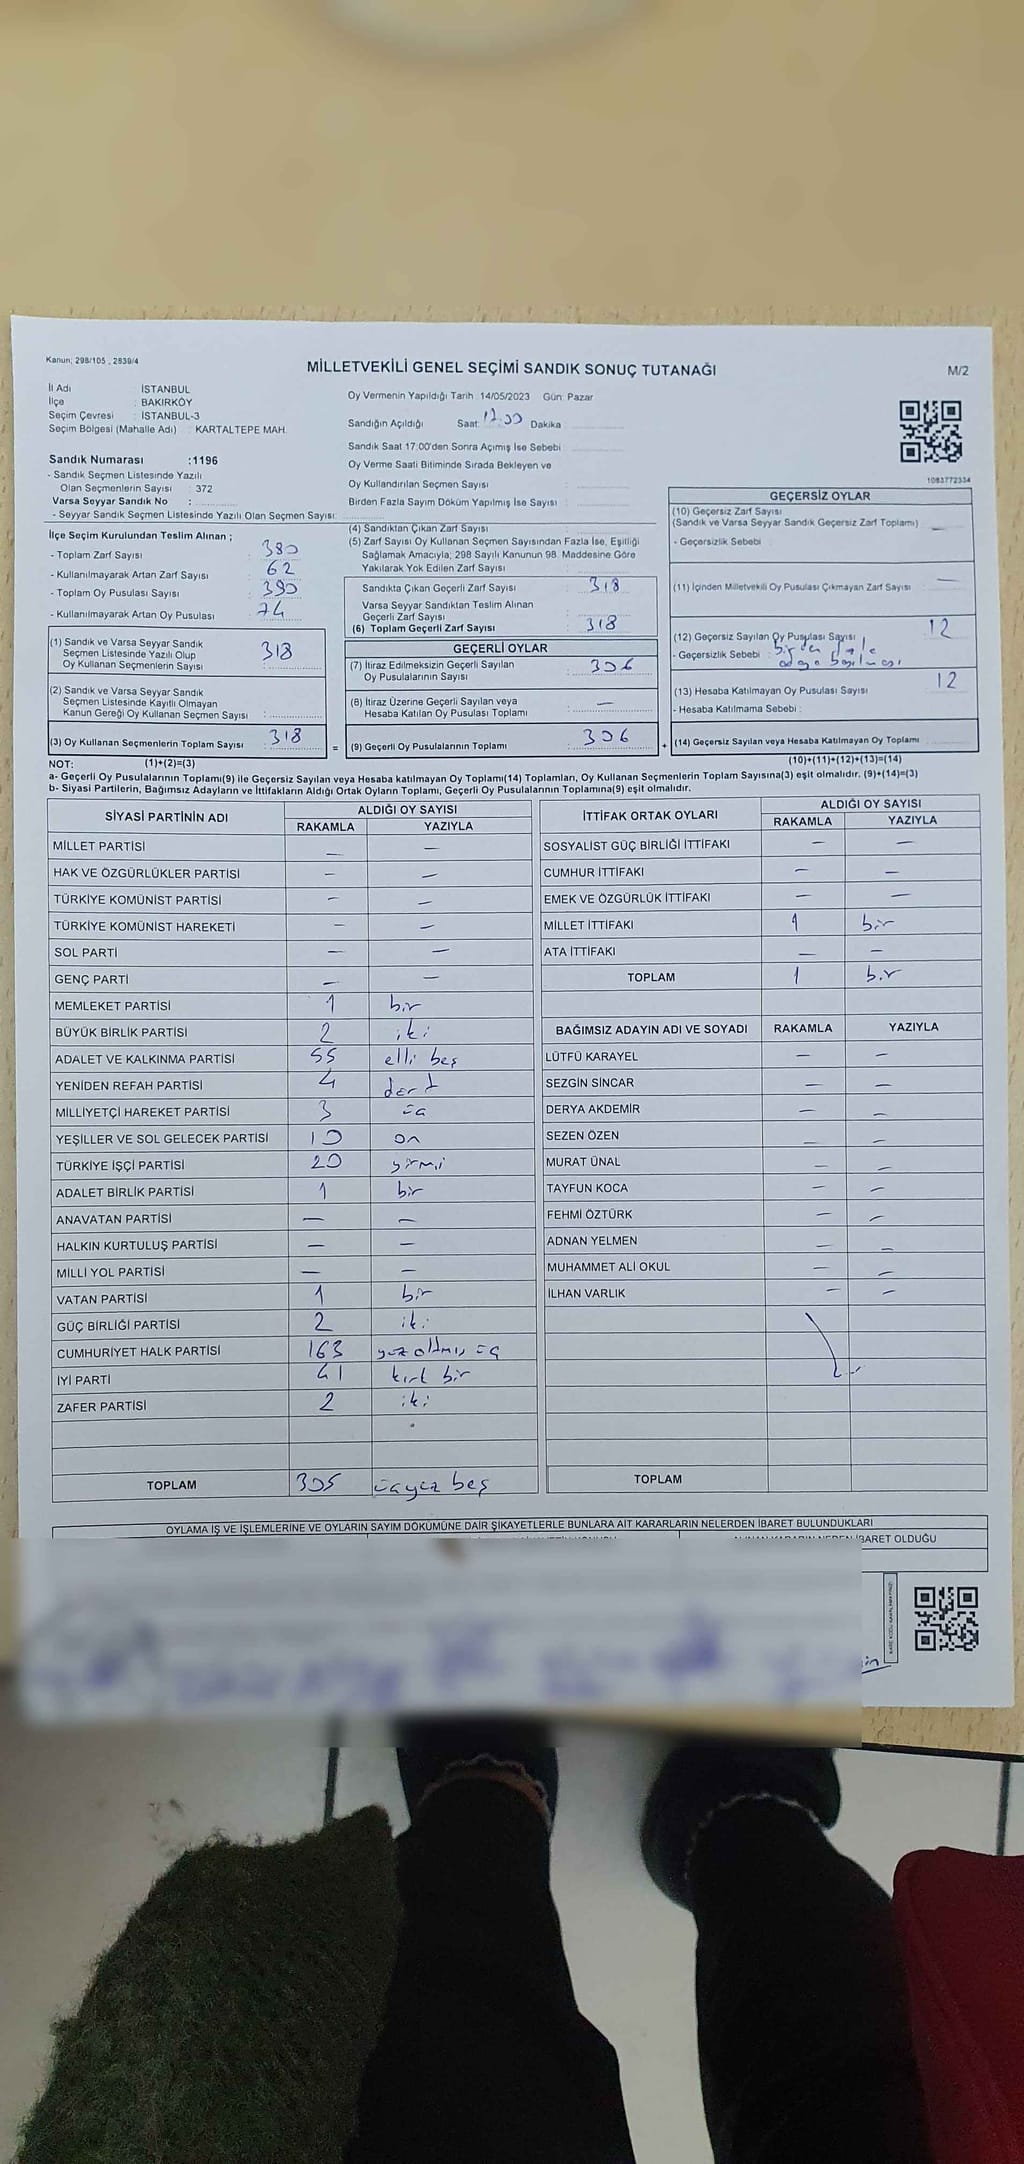 Kanun: 298/105 , 2839/4
MİLLETVEKİLİ GENEL SEÇİMİ SANDIK SONUÇ TUTANAĞI
M/2
İl Adı : İSTANBUL
İlçe : BAKIRKÖY
Seçim Çevresi : İSTANBUL-3
Seçim Bölgesi (Mahalle Adı) : KARTALTEPE MAH.
Oy Vermenin Yapıldığı Tarih :14/05/2023 Gün: Pazar
Sandığın Açıldığı Saat: 17.00 Dakika
Sandık Saat 17:00'den Sonra Açımış İse Sebebi
Oy Verme Saati Bitiminde Sırada Bekleyen ve
Oy Kullandırılan Seçmen Sayısı
Birden Fazla Sayım Döküm Yapılmış İse Sayısı
Sandık Numarası :1196
- Sandık Seçmen Listesinde Yazılı
Olan Seçmenlerin Sayısı : 372
Varsa Seyyar Sandık No :
- Seyyar Sandık Seçmen Listesinde Yazılı Olan Seçmen Sayısı:
1083772334
İlçe Seçim Kurulundan Teslim Alınan ;
- Toplam Zarf Sayısı : 380
- Kullanılmayarak Artan Zarf Sayısı : 62
- Toplam Oy Pusulası Sayısı : 380
- Kullanılmayarak Artan Oy Pusulası : 74
(1) Sandık ve Varsa Seyyar Sandık
Seçmen Listesinde Yazılı Olup
Oy Kullanan Seçmenlerin Sayısı : 318
(2) Sandık ve Varsa Seyyar Sandık
Seçmen Listesinde Kayıtlı Olmayan
Kanun Gereği Oy Kullanan Seçmen Sayısı :
(3) Oy Kullanan Seçmenlerin Toplam Sayısı : 318
(4) Sandıktan Çıkan Zarf Sayısı :
(5) Zarf Sayısı Oy Kullanan Seçmen Sayısından Fazla İse, Eşitliği
Sağlamak Amacıyla; 298 Sayılı Kanunun 98. Maddesine Göre
Yakılarak Yok Edilen Zarf Sayısı :
Sandıkta Çıkan Geçerli Zarf Sayısı : 318
Varsa Seyyar Sandıktan Teslim Alınan
Geçerli Zarf Sayısı :
(6) Toplam Geçerli Zarf Sayısı : 318
GEÇERLİ OYLAR
(7) İtiraz Edilmeksizin Geçerli Sayılan
Oy Pusulalarının Sayısı : 306
(8) İtiraz Üzerine Geçerli Sayılan veya
Hesaba Katılan Oy Pusulası Toplamı : —
= (9) Geçerli Oy Pusulalarının Toplamı : 306
GEÇERSİZ OYLAR
(10) Geçersiz Zarf Sayısı
(Sandık ve Varsa Seyyar Sandık Geçersiz Zarf Toplamı) : —
- Geçersizlik Sebebi :
(11) İçinden Milletvekili Oy Pusulası Çıkmayan Zarf Sayısı : —
(12) Geçersiz Sayılan Oy Pusulası Sayısı : 12
- Geçersizlik Sebebi : birden fazla
adaya basılması
(13) Hesaba Katılmayan Oy Pusulası Sayısı : 12
- Hesaba Katılmama Sebebi :
+ (14) Geçersiz Sayılan veya Hesaba Katılmayan Oy Toplamı
NOT: (1)+(2)=(3)
(10)+(11)+(12)+(13)=(14)
a- Geçerli Oy Pusulalarının Toplamı(9) ile Geçersiz Sayılan veya Hesaba katılmayan Oy Toplamı(14) Toplamları, Oy Kullanan Seçmenlerin Toplam Sayısına(3) eşit olmalıdır. (9)+(14)=(3)
b- Siyasi Partilerin, Bağımsız Adayların ve İttifakların Aldığı Ortak Oyların Toplamı, Geçerli Oy Pusulalarının Toplamına(9) eşit olmalıdır.
SİYASİ PARTİNİN ADI
ALDIĞI OY SAYISI
RAKAMLA YAZIYLA
MİLLET PARTİSİ — —
HAK VE ÖZGÜRLÜKLER PARTİSİ — —
TÜRKİYE KOMÜNİST PARTİSİ — —
TÜRKİYE KOMÜNİST HAREKETİ — —
SOL PARTİ — —
GENÇ PARTİ — —
MEMLEKET PARTİSİ 1 bir
BÜYÜK BİRLİK PARTİSİ 2 iki
ADALET VE KALKINMA PARTİSİ 55 elli beş
YENİDEN REFAH PARTİSİ 4 dört
MİLLİYETÇİ HAREKET PARTİSİ 3 üç
YEŞİLLER VE SOL GELECEK PARTİSİ 10 on
TÜRKİYE İŞÇİ PARTİSİ 20 yirmi
ADALET BİRLİK PARTİSİ 1 bir
ANAVATAN PARTİSİ — —
HALKIN KURTULUŞ PARTİSİ — —
MİLLİ YOL PARTİSİ — —
VATAN PARTİSİ 1 bir
GÜÇ BİRLİĞİ PARTİSİ 2 iki
CUMHURİYET HALK PARTİSİ 163 yüz altmış üç
İYİ PARTİ 41 kırk bir
ZAFER PARTİSİ 2 iki
TOPLAM 305 üçyüz beş
İTTİFAK ORTAK OYLARI
ALDIĞI OY SAYISI
RAKAMLA YAZIYLA
SOSYALİST GÜÇ BİRLİĞİ İTTİFAKI — —
CUMHUR İTTİFAKI — —
EMEK VE ÖZGÜRLÜK İTTİFAKI — —
MİLLET İTTİFAKI 1 bir
ATA İTTİFAKI — —
TOPLAM 1 bir
BAĞIMSIZ ADAYIN ADI VE SOYADI RAKAMLA YAZIYLA
LÜTFÜ KARAYEL — —
SEZGİN SİNCAR — —
DERYA AKDEMİR — —
SEZEN ÖZEN — —
MURAT ÜNAL — —
TAYFUN KOCA — —
FEHMİ ÖZTÜRK — —
ADNAN YELMEN — —
MUHAMMET ALİ OKUL — —
İLHAN VARLIK — —
TOPLAM
OYLAMA İŞ VE İŞLEMLERİNE VE OYLARIN SAYIM DÖKÜMÜNE DAİR ŞİKAYETLERLE BUNLARA AİT KARARLARIN NELERDEN İBARET BULUNDUKLARI
İBARET OLDUĞU